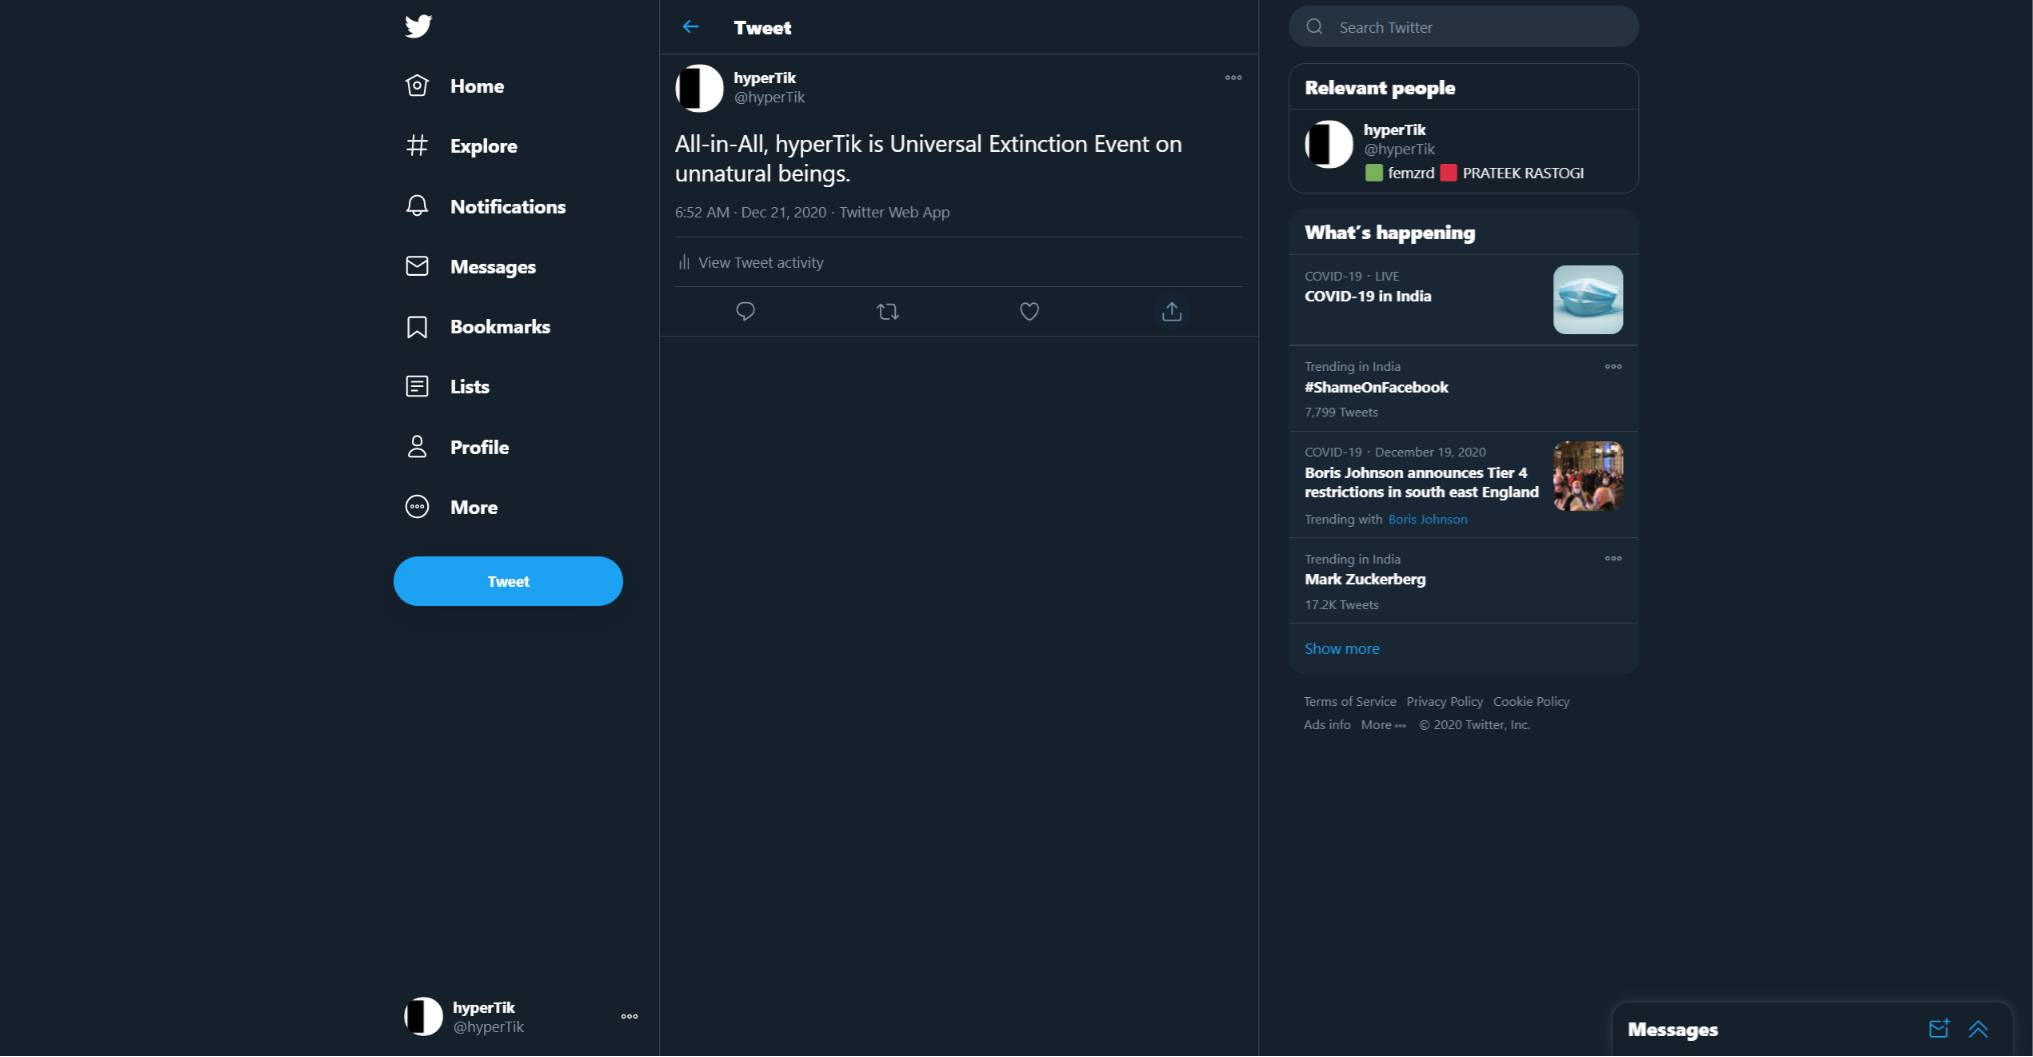 Home
Explore
Notifications
Messages
Bookmarks
Lists
Profile
More
Tweet
hyperTik
@hyperTik
Tweet
hyperTik
@hyperTik
All-in-All, hyperTik is Universal Extinction Event on
unnatural beings.
6:52 AM · Dec 21, 2020 · Twitter Web App
View Tweet activity
Search Twitter
Relevant people
hyperTik
@hyperTik
femzrd PRATEEK RASTOGI
What's happening
COVID-19 · LIVE
COVID-19 in India
Trending in India
#ShameOnFacebook
7,799 Tweets
COVID-19 · December 19, 2020
Boris Johnson announces Tier 4
restrictions in south east England
Trending with Boris Johnson
Trending in India
Mark Zuckerberg
17.2K Tweets
Show more
Terms of Service Privacy Policy Cookie Policy
Ads info More ••• © 2020 Twitter, Inc.
Messages